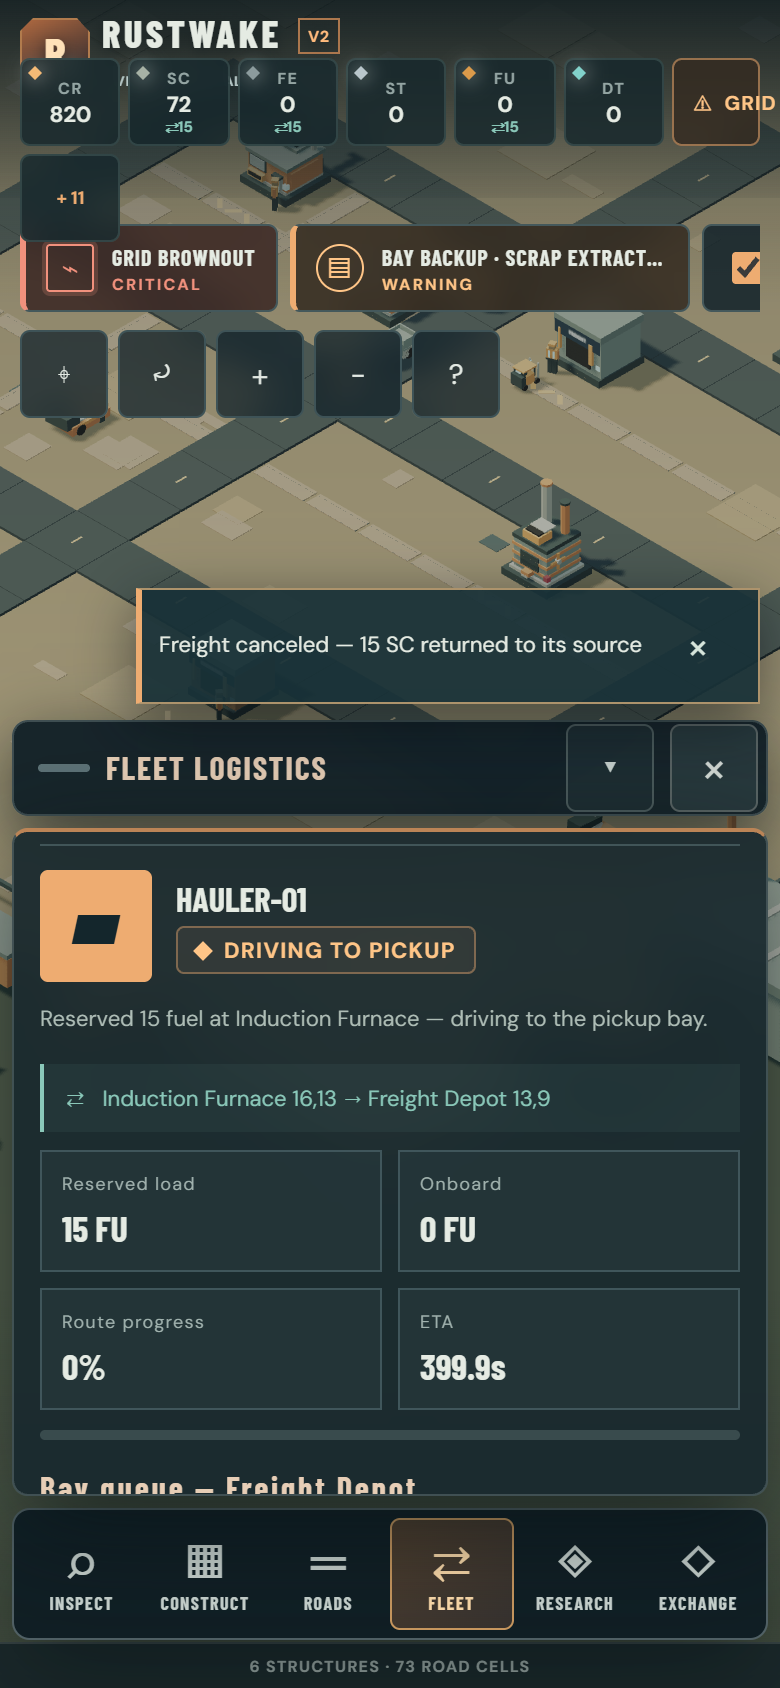 RUSTWAKE V2
R
CR
820
SC
72
⇄15
FE
0
⇄15
ST
0
FU
0
⇄15
DT
0
⚠ GRID
+ 11
GRID BROWNOUT
CRITICAL
BAY BACKUP · SCRAP EXTRACT...
WARNING
+
-
?
Freight canceled — 15 SC returned to its source ×
FLEET LOGISTICS ▼ ×
HAULER-01
◆ DRIVING TO PICKUP
Reserved 15 fuel at Induction Furnace — driving to the pickup bay.
⇄ Induction Furnace 16,13 → Freight Depot 13,9
Reserved load
15 FU
Onboard
0 FU
Route progress
0%
ETA
399.9s
Bay queue — Freight Depot
INSPECT
CONSTRUCT
ROADS
FLEET
RESEARCH
EXCHANGE
6 STRUCTURES · 73 ROAD CELLS